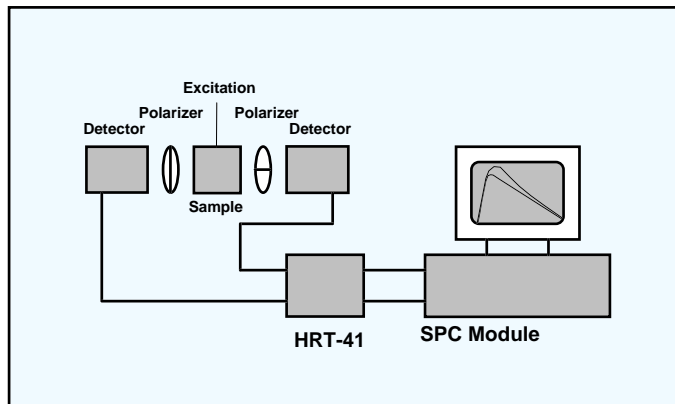 Excitation
Polarizer Polarizer
Detector Detector
Sample
HRT-41 SPC Module